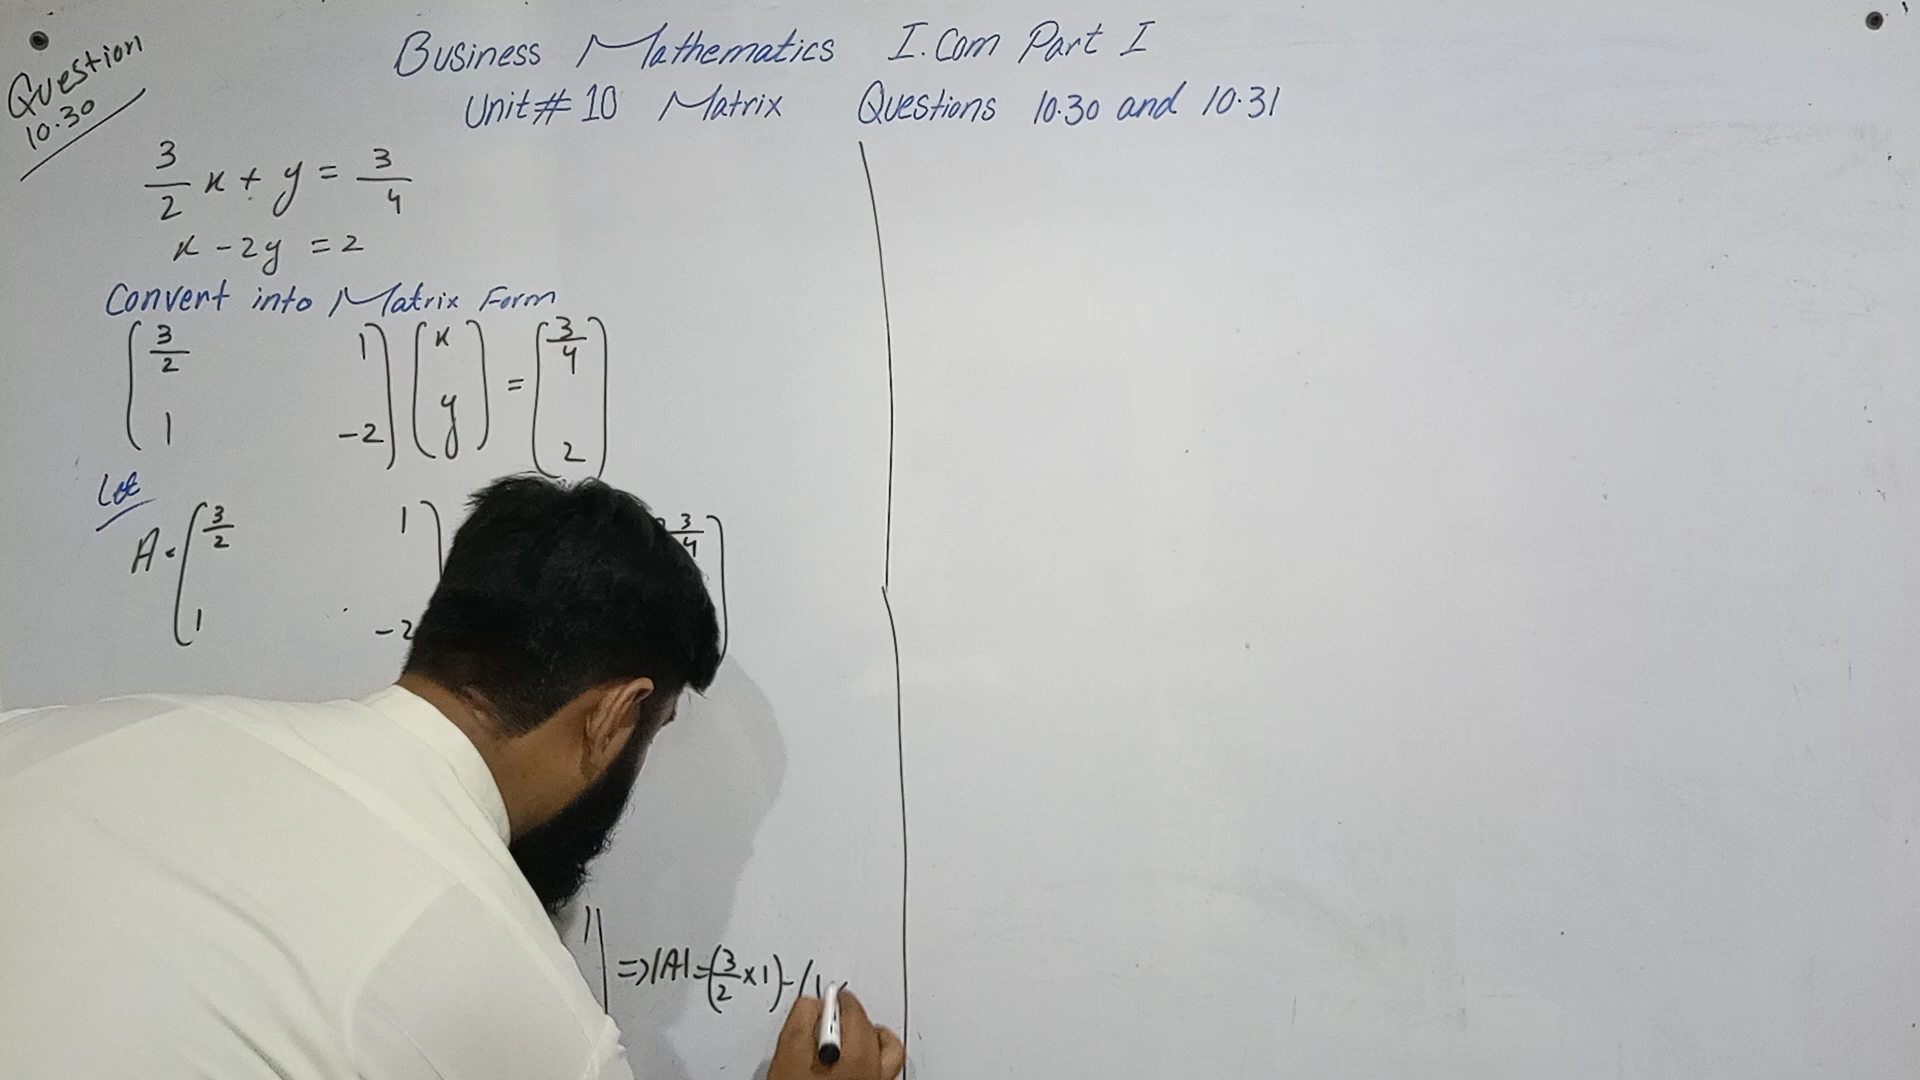 Question
10.30
Business Mathematics I.Com Part I
Unit# 10 Matrix Questions 10.30 and 10.31
3/2 x + y = 3/4
x - 2y = 2
Convert into Matrix Form
3/2 1 x = 3/4
1 -2 y 2
Let
A = 3/2 1 3/4
1 -2
1 => |A| = (3/2 × 1) - (1